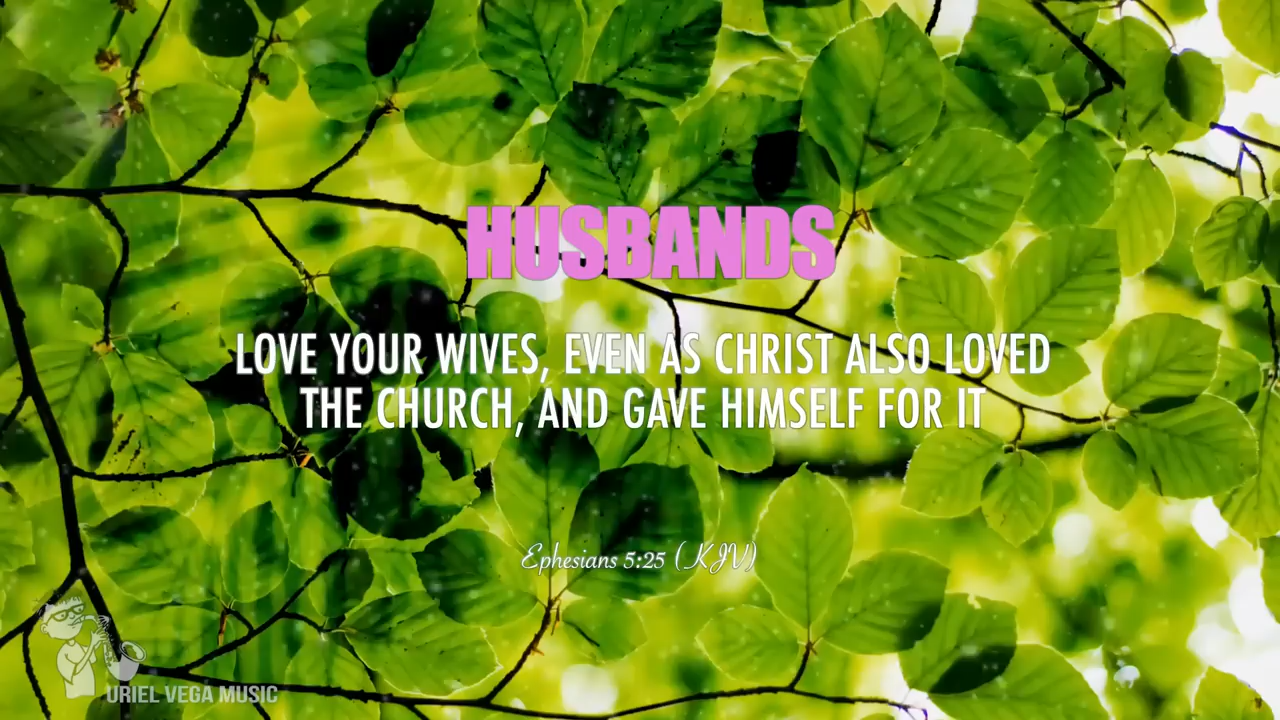 HUSBANDS
LOVE YOUR WIVES, EVEN AS CHRIST ALSO LOVED
THE CHURCH, AND GAVE HIMSELF FOR IT
Ephesians 5:25 (KJV)
URIEL VEGA MUSIC